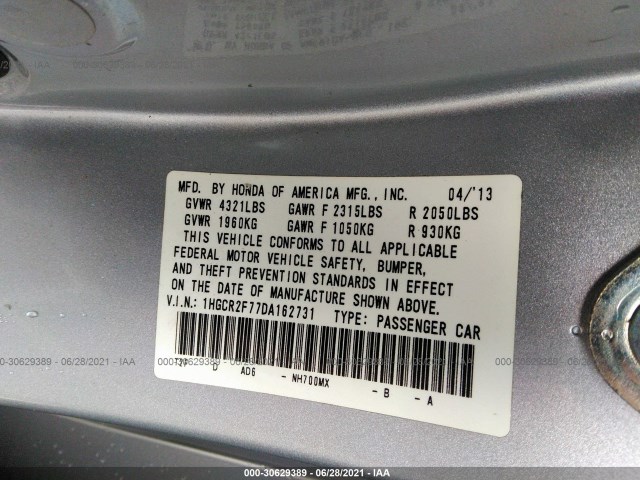 MFD. BY HONDA OF AMERICA MFG., INC. 04/'13
GVWR 4321LBS GAWR F 2315LBS R 2050LBS
GVWR 1960KG GAWR F 1050KG R 930KG
THIS VEHICLE CONFORMS TO ALL APPLICABLE
FEDERAL MOTOR VEHICLE SAFETY, BUMPER,
AND THEFT PREVENTION STANDARDS IN EFFECT
ON THE DATE OF MANUFACTURE SHOWN ABOVE.
V.I.N.: 1HGCR2F77DA162731 TYPE: PASSENGER CAR
000-30629389 - 06/28/2021 - IAA
D AD6 - NH700MX - B - A
000-30629389 - 06/28/2021 - IAA